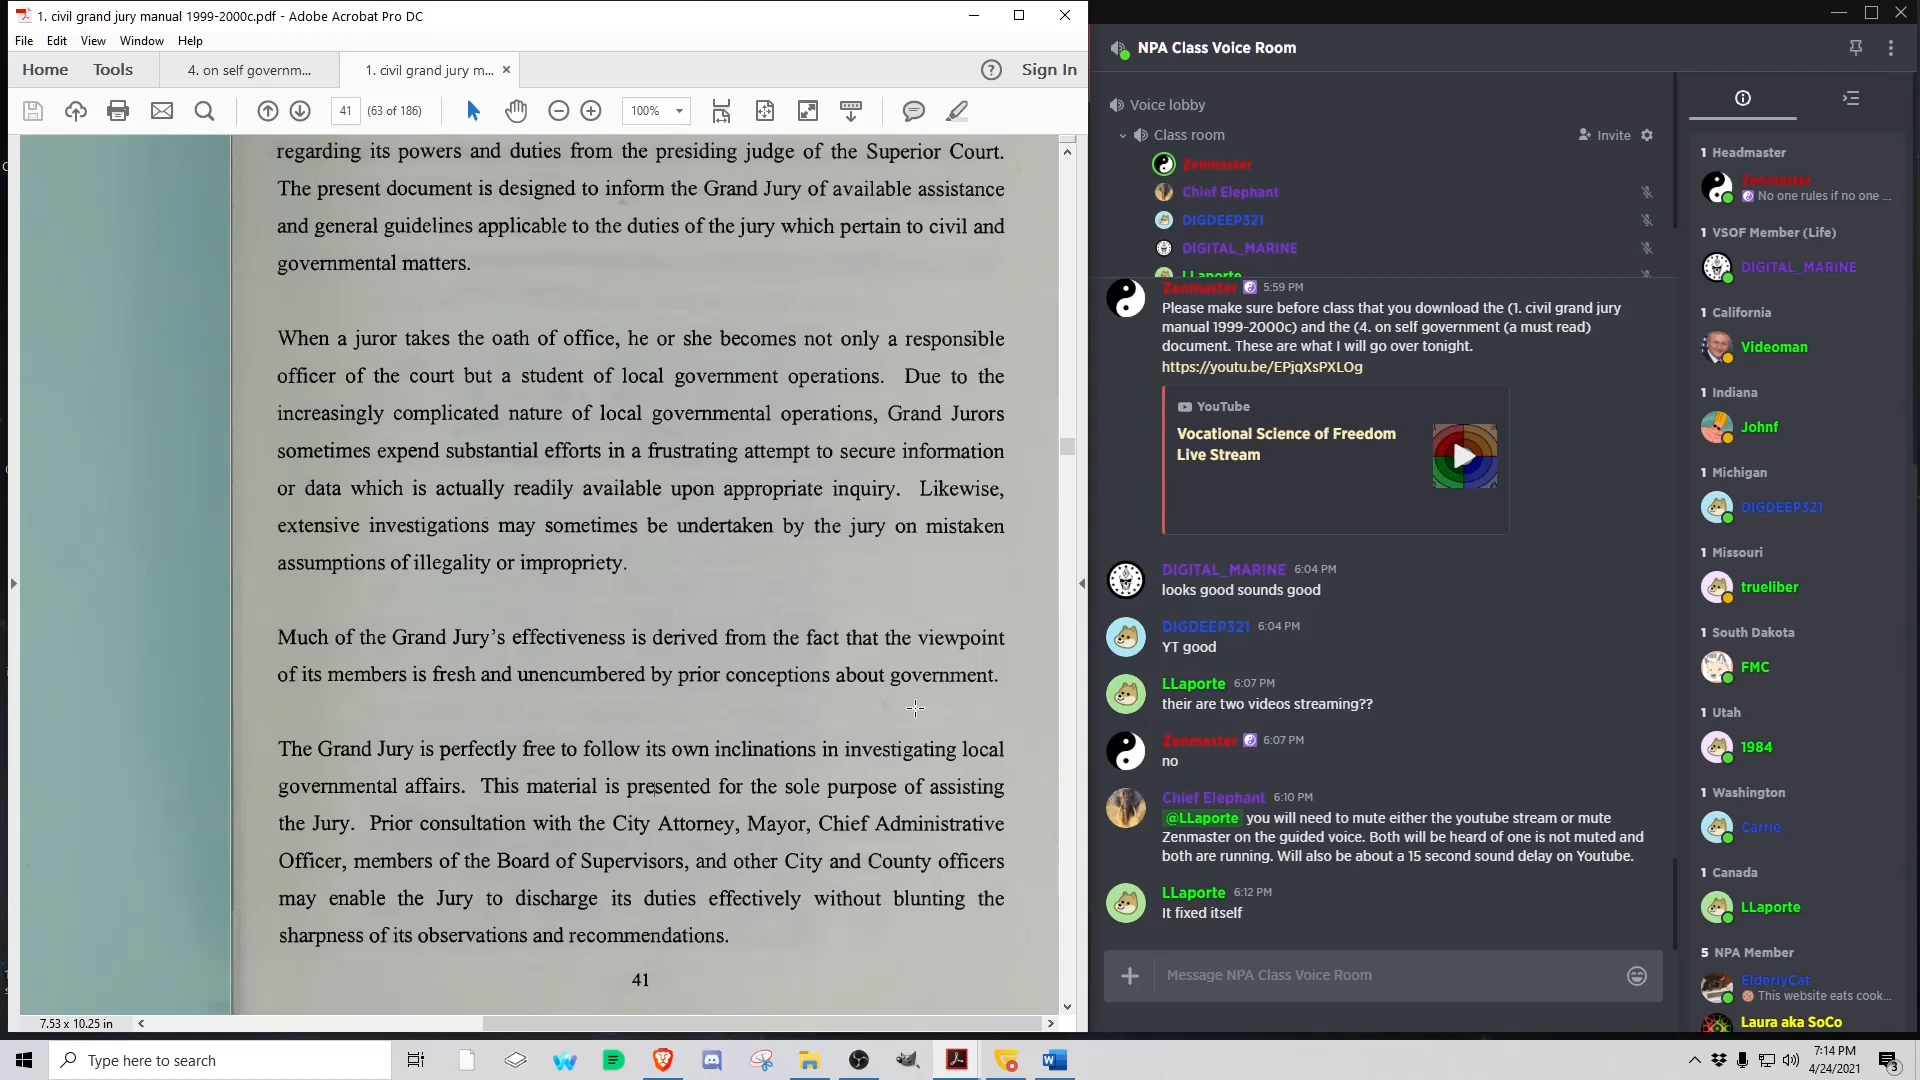 1. civil grand jury manual 1999-2000c.pdf - Adobe Acrobat Pro DC
File Edit View Window Help
Home Tools 4. on self governm... 1. civil grand jury m... × ? Sign In
41 (63 of 186) 100%
regarding its powers and duties from the presiding judge of the Superior Court.
The present document is designed to inform the Grand Jury of available assistance
and general guidelines applicable to the duties of the jury which pertain to civil and
governmental matters.
When a juror takes the oath of office, he or she becomes not only a responsible
officer of the court but a student of local government operations. Due to the
increasingly complicated nature of local governmental operations, Grand Jurors
sometimes expend substantial efforts in a frustrating attempt to secure information
or data which is actually readily available upon appropriate inquiry. Likewise,
extensive investigations may sometimes be undertaken by the jury on mistaken
assumptions of illegality or impropriety.
Much of the Grand Jury's effectiveness is derived from the fact that the viewpoint
of its members is fresh and unencumbered by prior conceptions about government.
The Grand Jury is perfectly free to follow its own inclinations in investigating local
governmental affairs. This material is presented for the sole purpose of assisting
the Jury. Prior consultation with the City Attorney, Mayor, Chief Administrative
Officer, members of the Board of Supervisors, and other City and County officers
may enable the Jury to discharge its duties effectively without blunting the
sharpness of its observations and recommendations.
41
7.53 x 10.25 in
NPA Class Voice Room
Voice lobby
Class room Invite
Zenmaster
Chief Elephant
DIGDEEP321
DIGITAL_MARINE
LLaporte
Zenmaster 5:59 PM
Please make sure before class that you download the (1. civil grand jury
manual 1999-2000c) and the (4. on self government (a must read)
document. These are what I will go over tonight.
https://youtu.be/EPjqXsPXLOg
YouTube
Vocational Science of Freedom
Live Stream
DIGITAL_MARINE 6:04 PM
looks good sounds good
DIGDEEP321 6:04 PM
YT good
LLaporte 6:07 PM
their are two videos streaming??
Zenmaster 6:07 PM
no
Chief Elephant 6:10 PM
@LLaporte you will need to mute either the youtube stream or mute
Zenmaster on the guided voice. Both will be heard of one is not muted and
both are running. Will also be about a 15 second sound delay on Youtube.
LLaporte 6:12 PM
It fixed itself
Message NPA Class Voice Room
1 Headmaster
Zenmaster
No one rules if no one ...
1 VSOF Member (Life)
DIGITAL_MARINE
1 California
Videoman
1 Indiana
Johnf
1 Michigan
DIGDEEP321
1 Missouri
trueliber
1 South Dakota
FMC
1 Utah
1984
1 Washington
Carrie
1 Canada
LLaporte
5 NPA Member
ElderlyCat
This website eats cook...
Laura aka SoCo
Type here to search
7:14 PM
4/24/2021
3